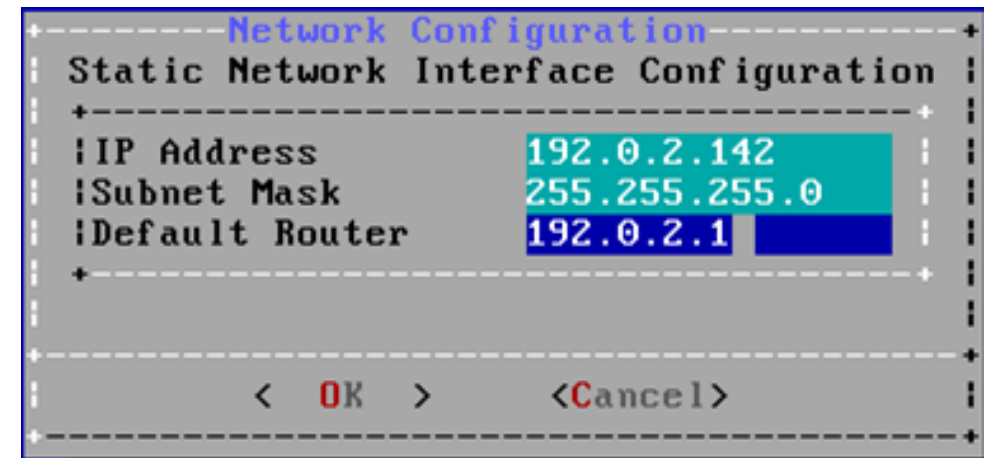 Network Configuration
Static Network Interface Configuration
IP Address 192.0.2.142
Subnet Mask 255.255.255.0
Default Router 192.0.2.1
< OK > <Cancel>